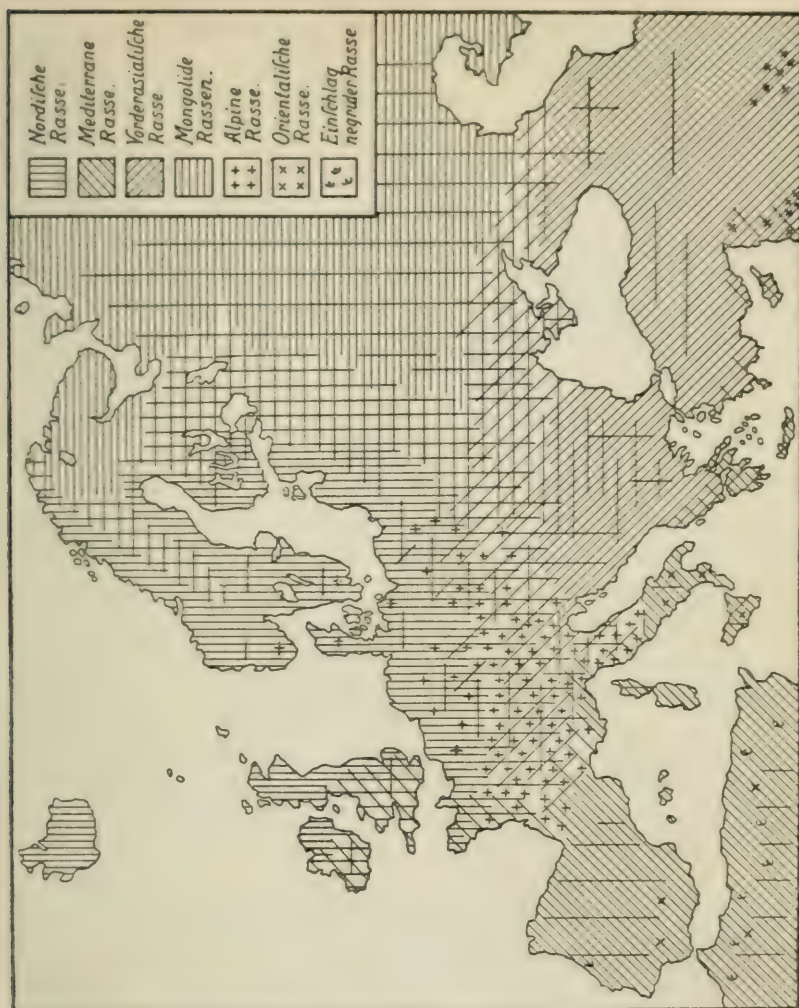 Nordiſche
Raſſe.
Mediterrane
Raſſe.
Vorderaſiatiſche
Raſſe
Mongolide
Raſſen.
Alpine
Raſſe.
Orientaliſche
Raſſe.
Einſchlag
negrider Raſſe